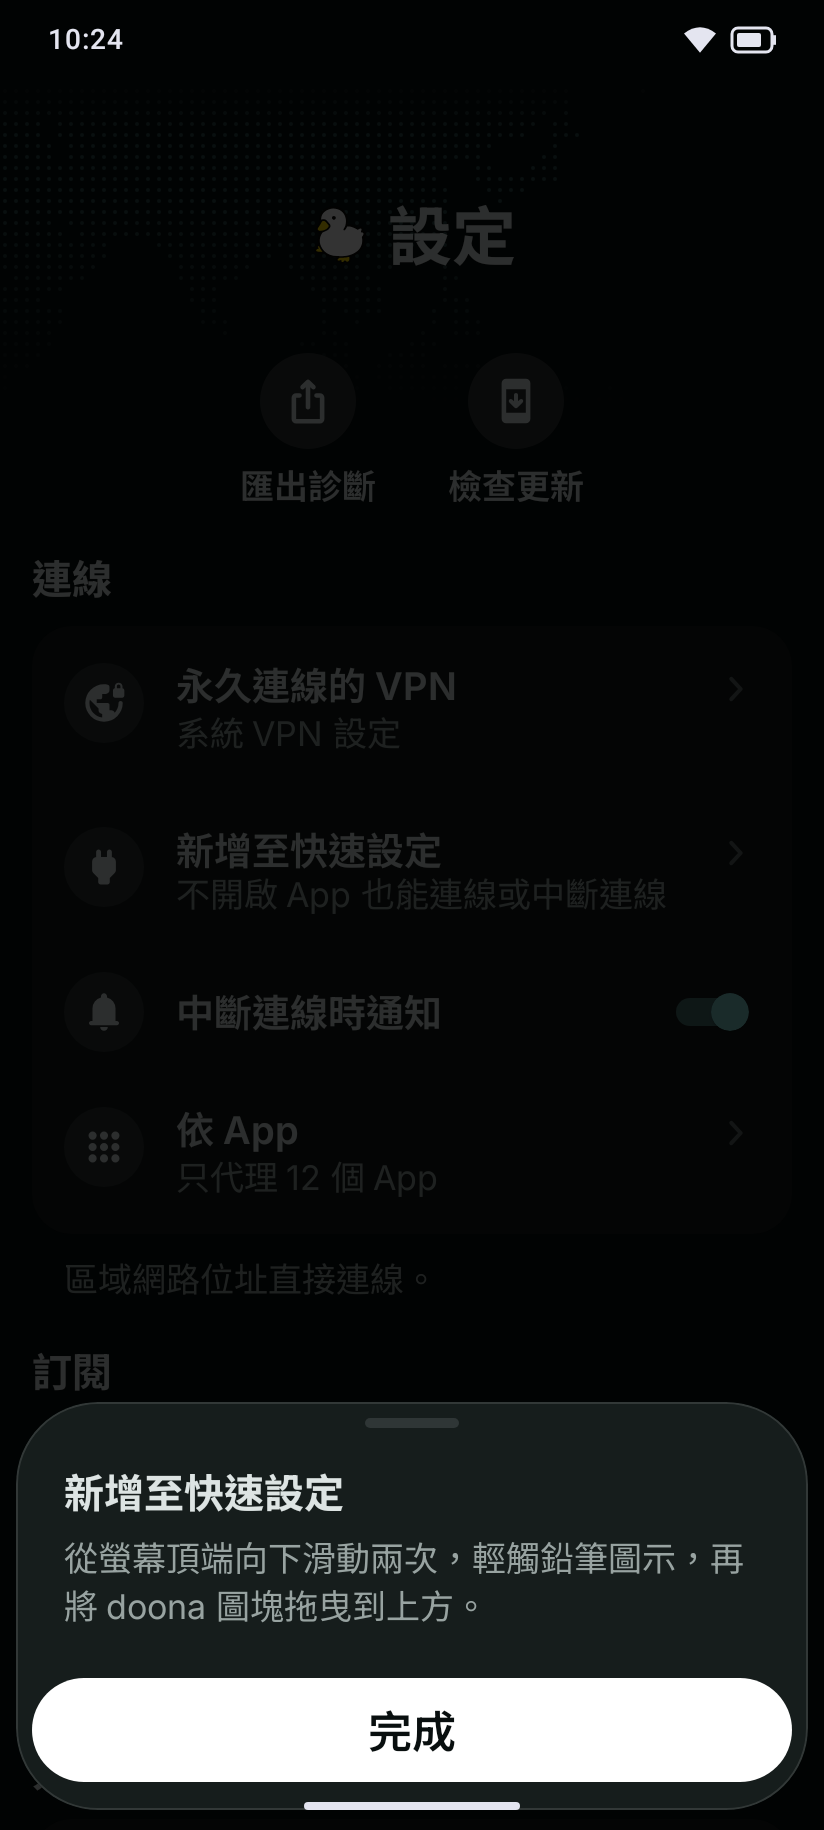 10:24
設定
匯出診斷
檢查更新
連線
永久連線的 VPN
系統 VPN 設定
新增至快速設定
不開啟 App 也能連線或中斷連線
中斷連線時通知
依 App
只代理 12 個 App
區域網路位址直接連線。
訂閱
新增至快速設定
從螢幕頂端向下滑動兩次，輕觸鉛筆圖示，再
將 doona 圖塊拖曳到上方。
完成